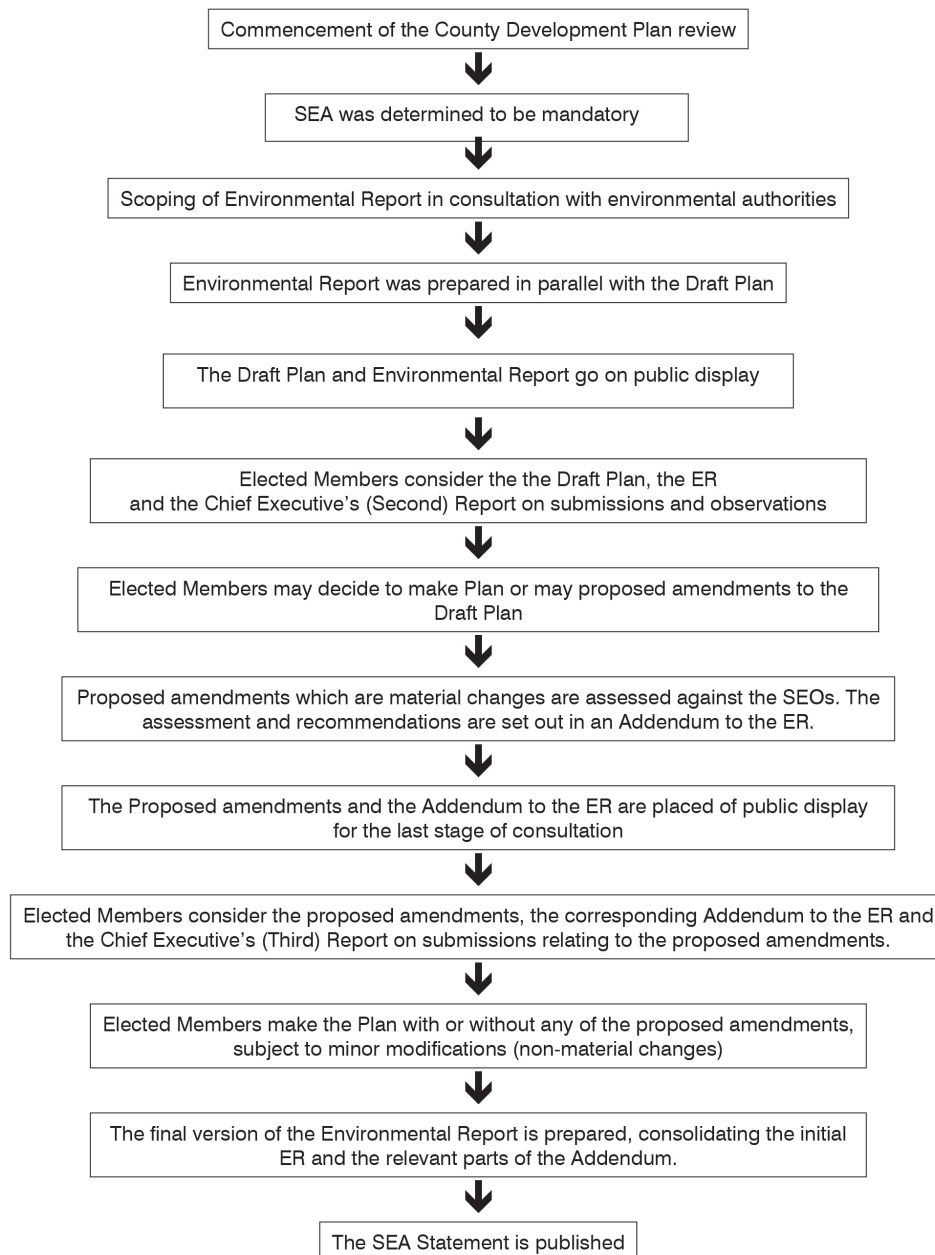 Commencement of the County Development Plan review
SEA was determined to be mandatory
Scoping of Environmental Report in consultation with environmental authorities
Environmental Report was prepared in parallel with the Draft Plan
The Draft Plan and Environmental Report go on public display
Elected Members consider the the Draft Plan, the ER
and the Chief Executive's (Second) Report on submissions and observations
Elected Members may decide to make Plan or may proposed amendments to the
Draft Plan
Proposed amendments which are material changes are assessed against the SEOs. The
assessment and recommendations are set out in an Addendum to the ER.
The Proposed amendments and the Addendum to the ER are placed of public display
for the last stage of consultation
Elected Members consider the proposed amendments, the corresponding Addendum to the ER and
the Chief Executive's (Third) Report on submissions relating to the proposed amendments.
Elected Members make the Plan with or without any of the proposed amendments,
subject to minor modifications (non-material changes)
The final version of the Environmental Report is prepared, consolidating the initial
ER and the relevant parts of the Addendum.
The SEA Statement is published